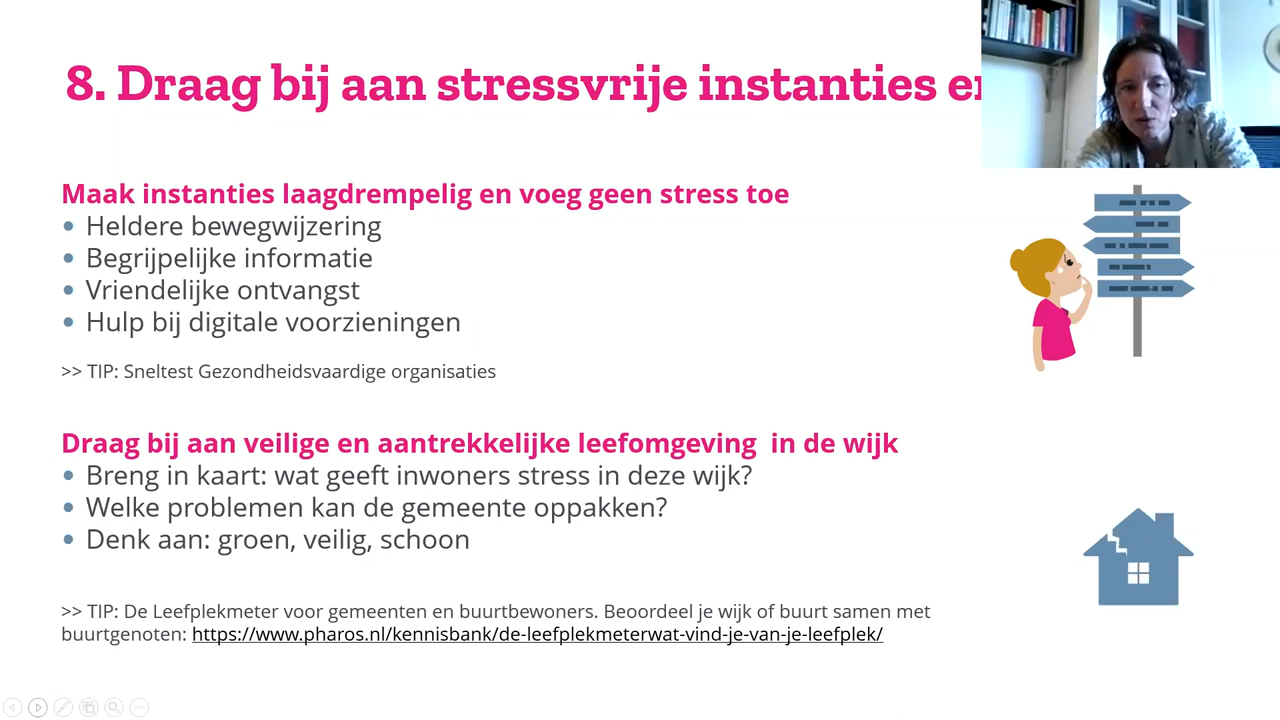 8. Draag bij aan stressvrije instanties en
Maak instanties laagdrempelig en voeg geen stress toe
• Heldere bewegwijzering
• Begrijpelijke informatie
• Vriendelijke ontvangst
• Hulp bij digitale voorzieningen
>> TIP: Sneltest Gezondheidsvaardige organisaties
Draag bij aan veilige en aantrekkelijke leefomgeving in de wijk
• Breng in kaart: wat geeft inwoners stress in deze wijk?
• Welke problemen kan de gemeente oppakken?
• Denk aan: groen, veilig, schoon
>> TIP: De Leefplekmeter voor gemeenten en buurtbewoners. Beoordeel je wijk of buurt samen met
buurtgenoten: https://www.pharos.nl/kennisbank/de-leefplekmeterwat-vind-je-van-je-leefplek/